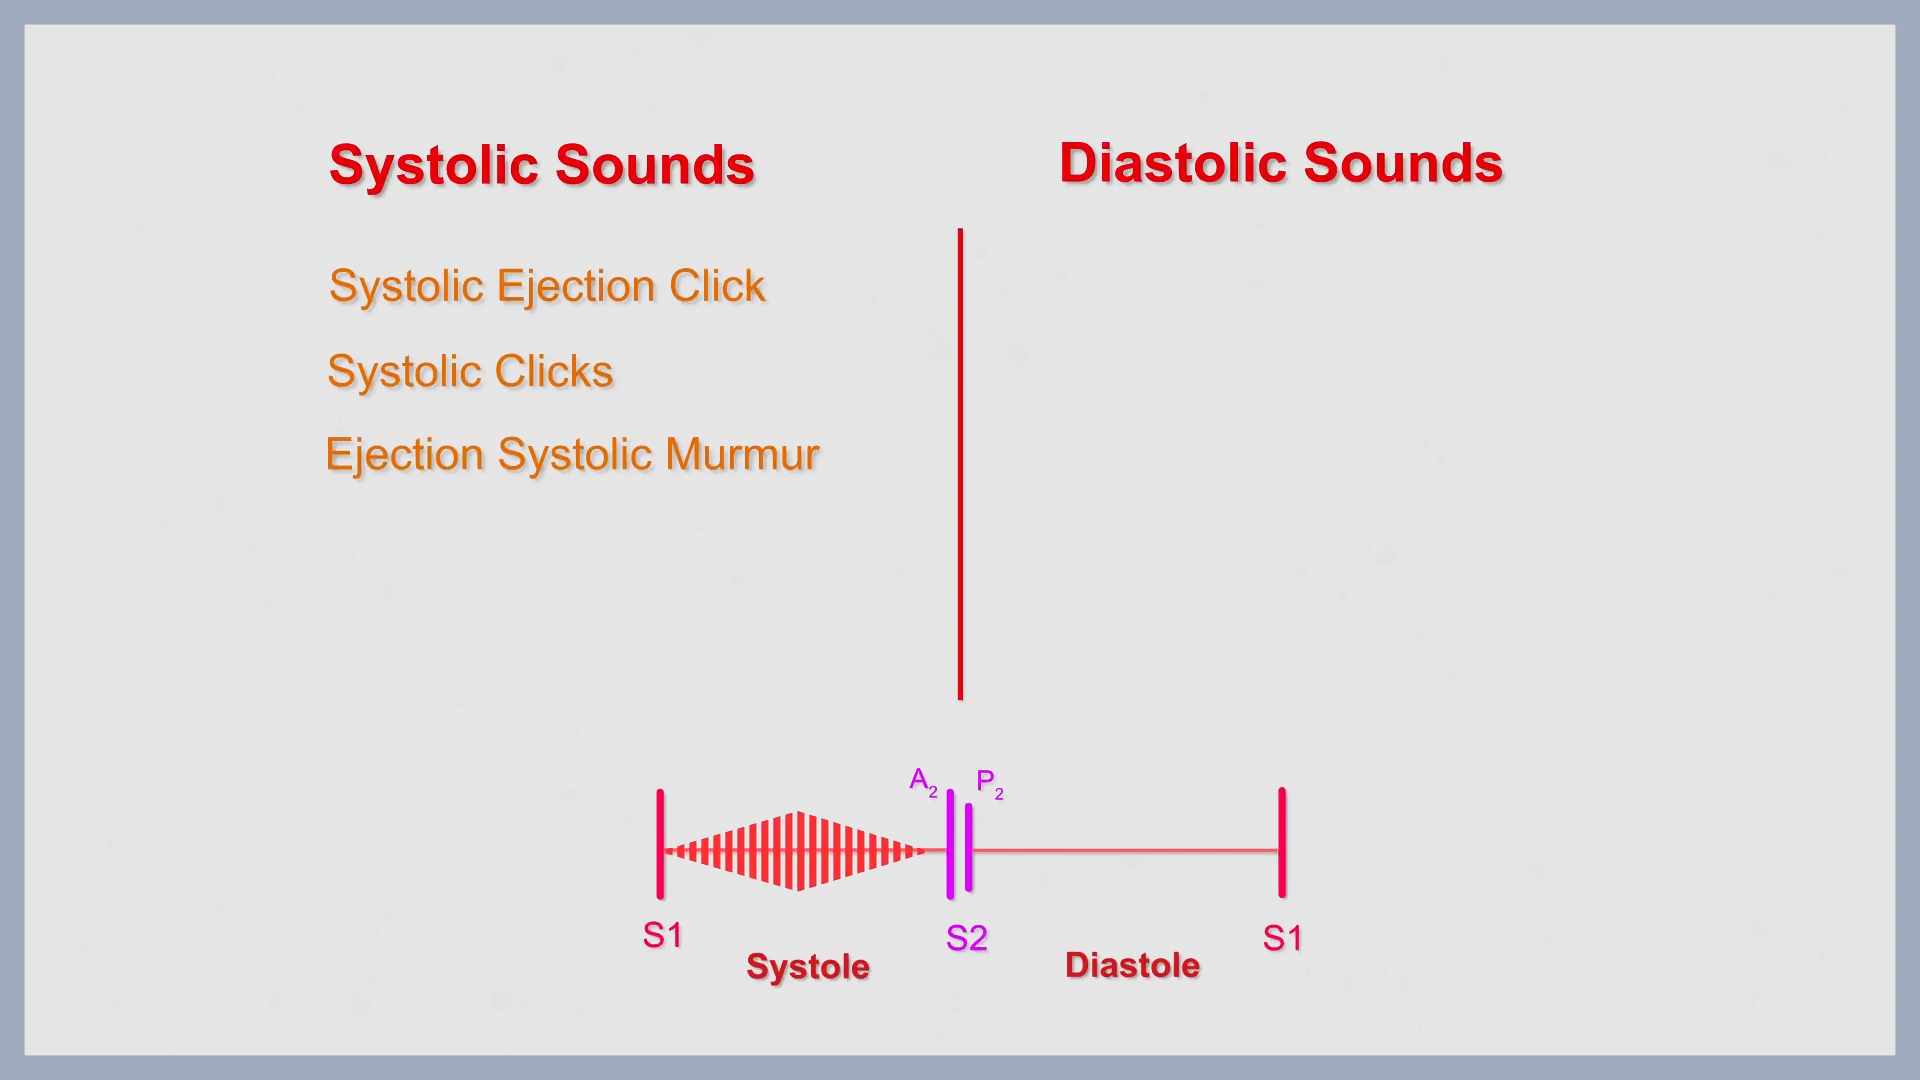 Systolic Sounds
Diastolic Sounds
Systolic Ejection Click
Systolic Clicks
Ejection Systolic Murmur
A2
P2
S1
S2
S1
Systole
Diastole